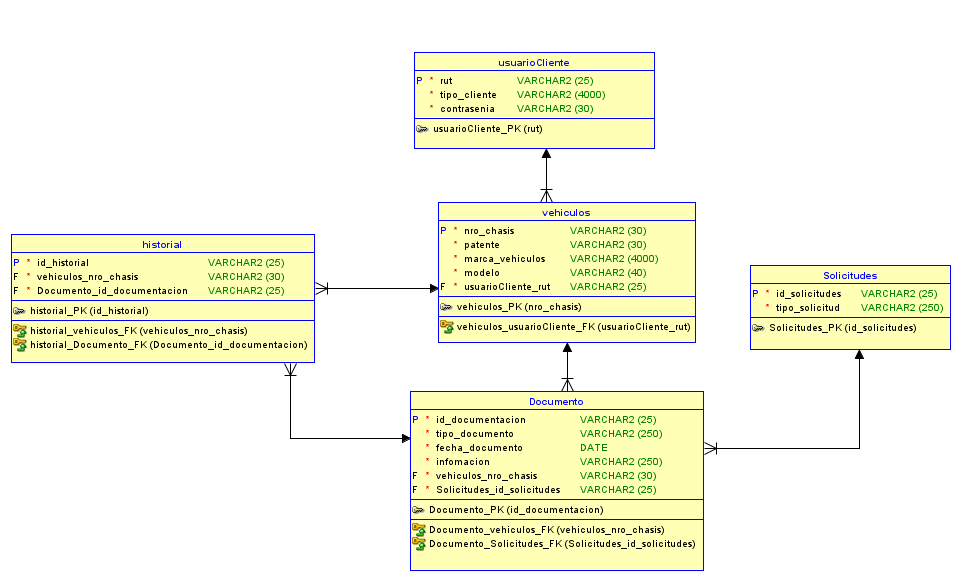 usuarioCliente
P * rut VARCHAR2 (25)
* tipo_cliente VARCHAR2 (4000)
* contrasenia VARCHAR2 (30)
usuarioCliente_PK (rut)
vehiculos
P * nro_chasis VARCHAR2 (30)
* patente VARCHAR2 (30)
* marca_vehiculos VARCHAR2 (4000)
* modelo VARCHAR2 (40)
F * usuarioCliente_rut VARCHAR2 (25)
vehiculos_PK (nro_chasis)
vehiculos_usuarioCliente_FK (usuarioCliente_rut)
historial
P * id_historial VARCHAR2 (25)
F * vehiculos_nro_chasis VARCHAR2 (30)
F * Documento_id_documentacion VARCHAR2 (25)
historial_PK (id_historial)
historial_vehiculos_FK (vehiculos_nro_chasis)
historial_Documento_FK (Documento_id_documentacion)
Solicitudes
P * id_solicitudes VARCHAR2 (25)
* tipo_solicitud VARCHAR2 (250)
Solicitudes_PK (id_solicitudes)
Documento
P * id_documentacion VARCHAR2 (25)
* tipo_documento VARCHAR2 (250)
* fecha_documento DATE
* infomacion VARCHAR2 (250)
F * vehiculos_nro_chasis VARCHAR2 (30)
F * Solicitudes_id_solicitudes VARCHAR2 (25)
Documento_PK (id_documentacion)
Documento_vehiculos_FK (vehiculos_nro_chasis)
Documento_Solicitudes_FK (Solicitudes_id_solicitudes)